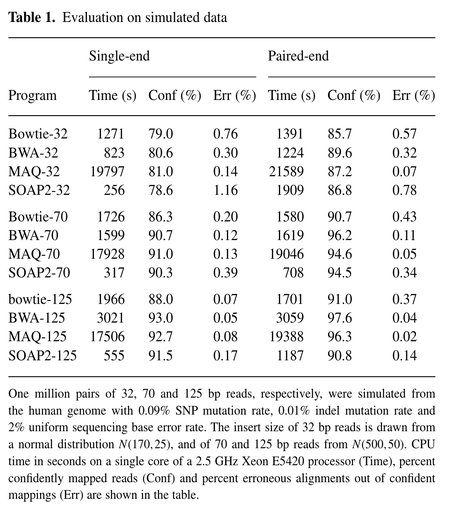 Table 1. Evaluation on simulated data
Single-end Paired-end
Program Time (s) Conf (%) Err (%) Time (s) Conf (%) Err (%)
Bowtie-32 1271 79.0 0.76 1391 85.7 0.57
BWA-32 823 80.6 0.30 1224 89.6 0.32
MAQ-32 19797 81.0 0.14 21589 87.2 0.07
SOAP2-32 256 78.6 1.16 1909 86.8 0.78
Bowtie-70 1726 86.3 0.20 1580 90.7 0.43
BWA-70 1599 90.7 0.12 1619 96.2 0.11
MAQ-70 17928 91.0 0.13 19046 94.6 0.05
SOAP2-70 317 90.3 0.39 708 94.5 0.34
bowtie-125 1966 88.0 0.07 1701 91.0 0.37
BWA-125 3021 93.0 0.05 3059 97.6 0.04
MAQ-125 17506 92.7 0.08 19388 96.3 0.02
SOAP2-125 555 91.5 0.17 1187 90.8 0.14
One million pairs of 32, 70 and 125 bp reads, respectively, were simulated from
the human genome with 0.09% SNP mutation rate, 0.01% indel mutation rate and
2% uniform sequencing base error rate. The insert size of 32 bp reads is drawn from
a normal distribution N(170,25), and of 70 and 125 bp reads from N(500,50). CPU
time in seconds on a single core of a 2.5 GHz Xeon E5420 processor (Time), percent
confidently mapped reads (Conf) and percent erroneous alignments out of confident
mappings (Err) are shown in the table.